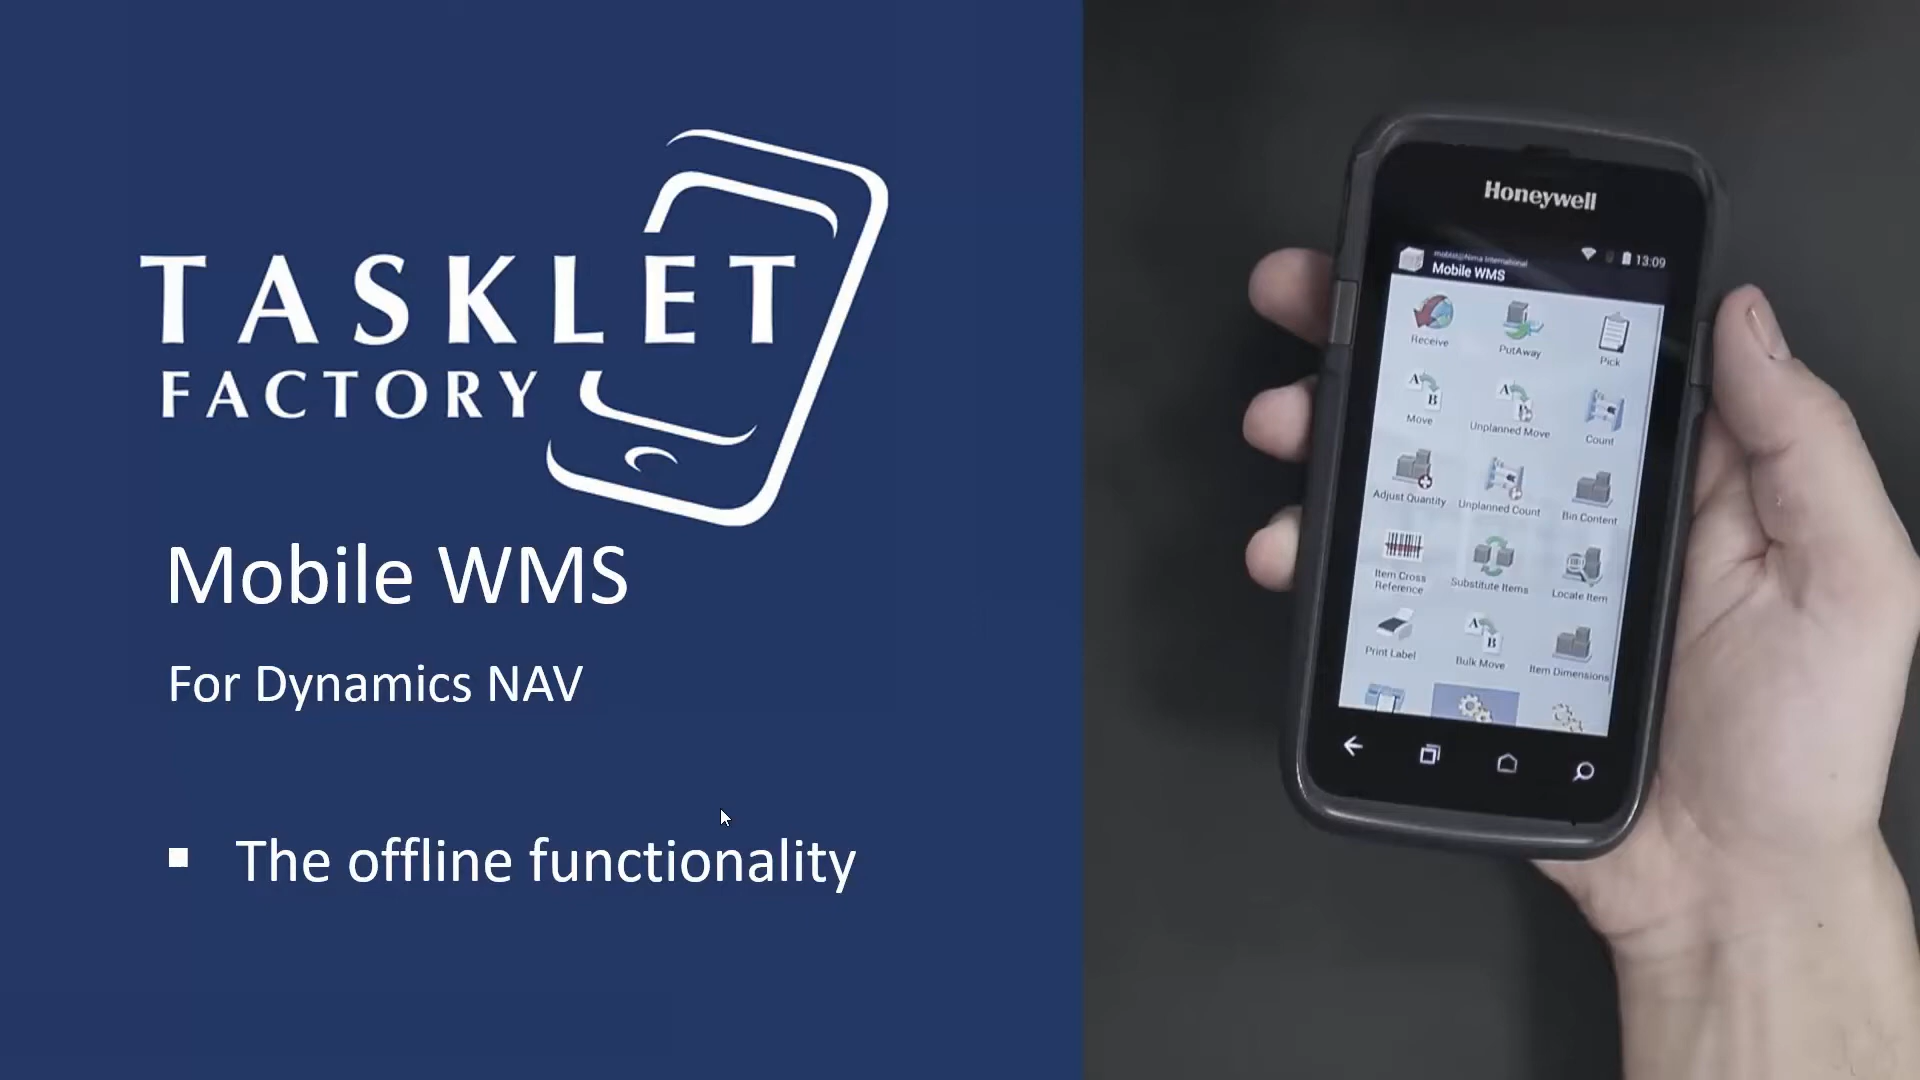 TASKLET
FACTORY
Mobile WMS
For Dynamics NAV
▪ The offline functionality
Honeywell
13:09
Mobile WMS
Receive
PutAway
Pick
Move
Unplanned Move
Count
Adjust Quantity
Unplanned Count
Bin Content
Item Cross
Reference
Substitute Items
Locate Item
Print Label
Bulk Move
Item Dimensions